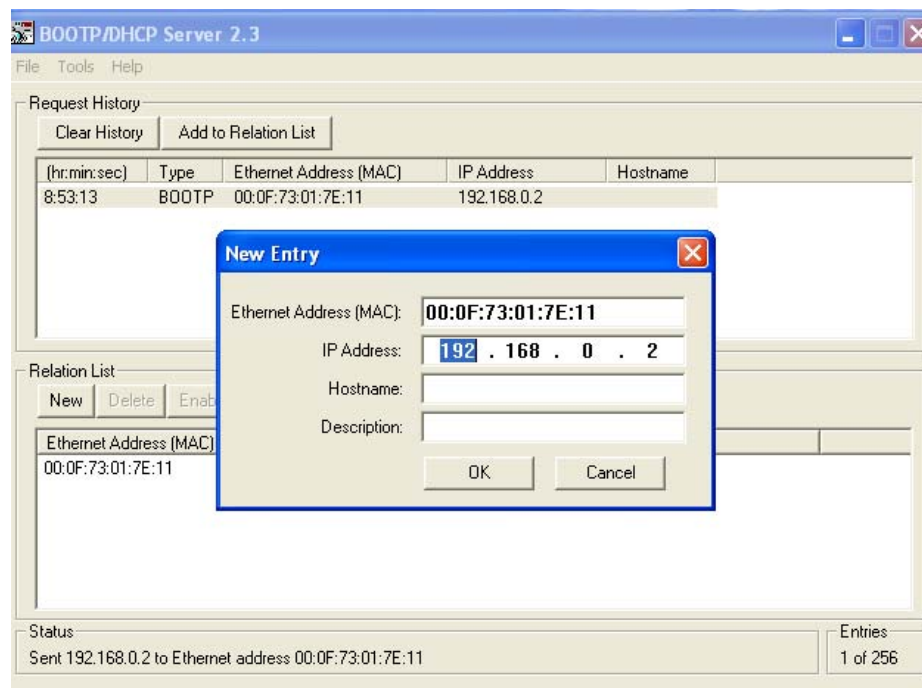 BOOTP/DHCP Server 2.3
File Tools Help
Request History
Clear History Add to Relation List
(hr:min:sec) Type Ethernet Address (MAC) IP Address Hostname
8:53:13 BOOTP 00:0F:73:01:7E:11 192.168.0.2
New Entry
Ethernet Address (MAC): 00:0F:73:01:7E:11
IP Address: 192 . 168 . 0 . 2
Hostname:
Description:
OK Cancel
Relation List
New Delete Enab
Ethernet Address (MAC)
00:0F:73:01:7E:11
Status
Sent 192.168.0.2 to Ethernet address 00:0F:73:01:7E:11
Entries
1 of 256